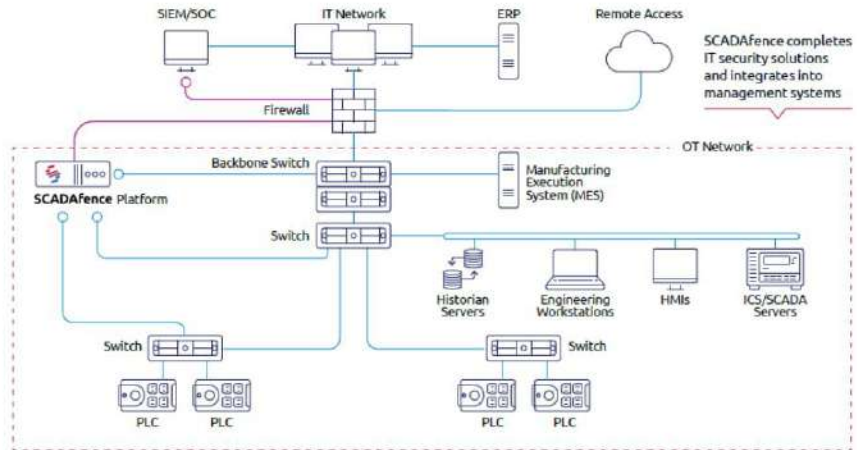 SIEM/SOC
IT Network
ERP
Remote Access
SCADAfence completes
IT security solutions
and integrates into
management systems
Firewall
OT Network
Backbone Switch
Manufacturing
Execution
System (MES)
SCADAfence Platform
Switch
Historian
Servers
Engineering
Workstations
HMIs
ICS/SCADA
Servers
Switch
Switch
PLC
PLC
PLC
PLC